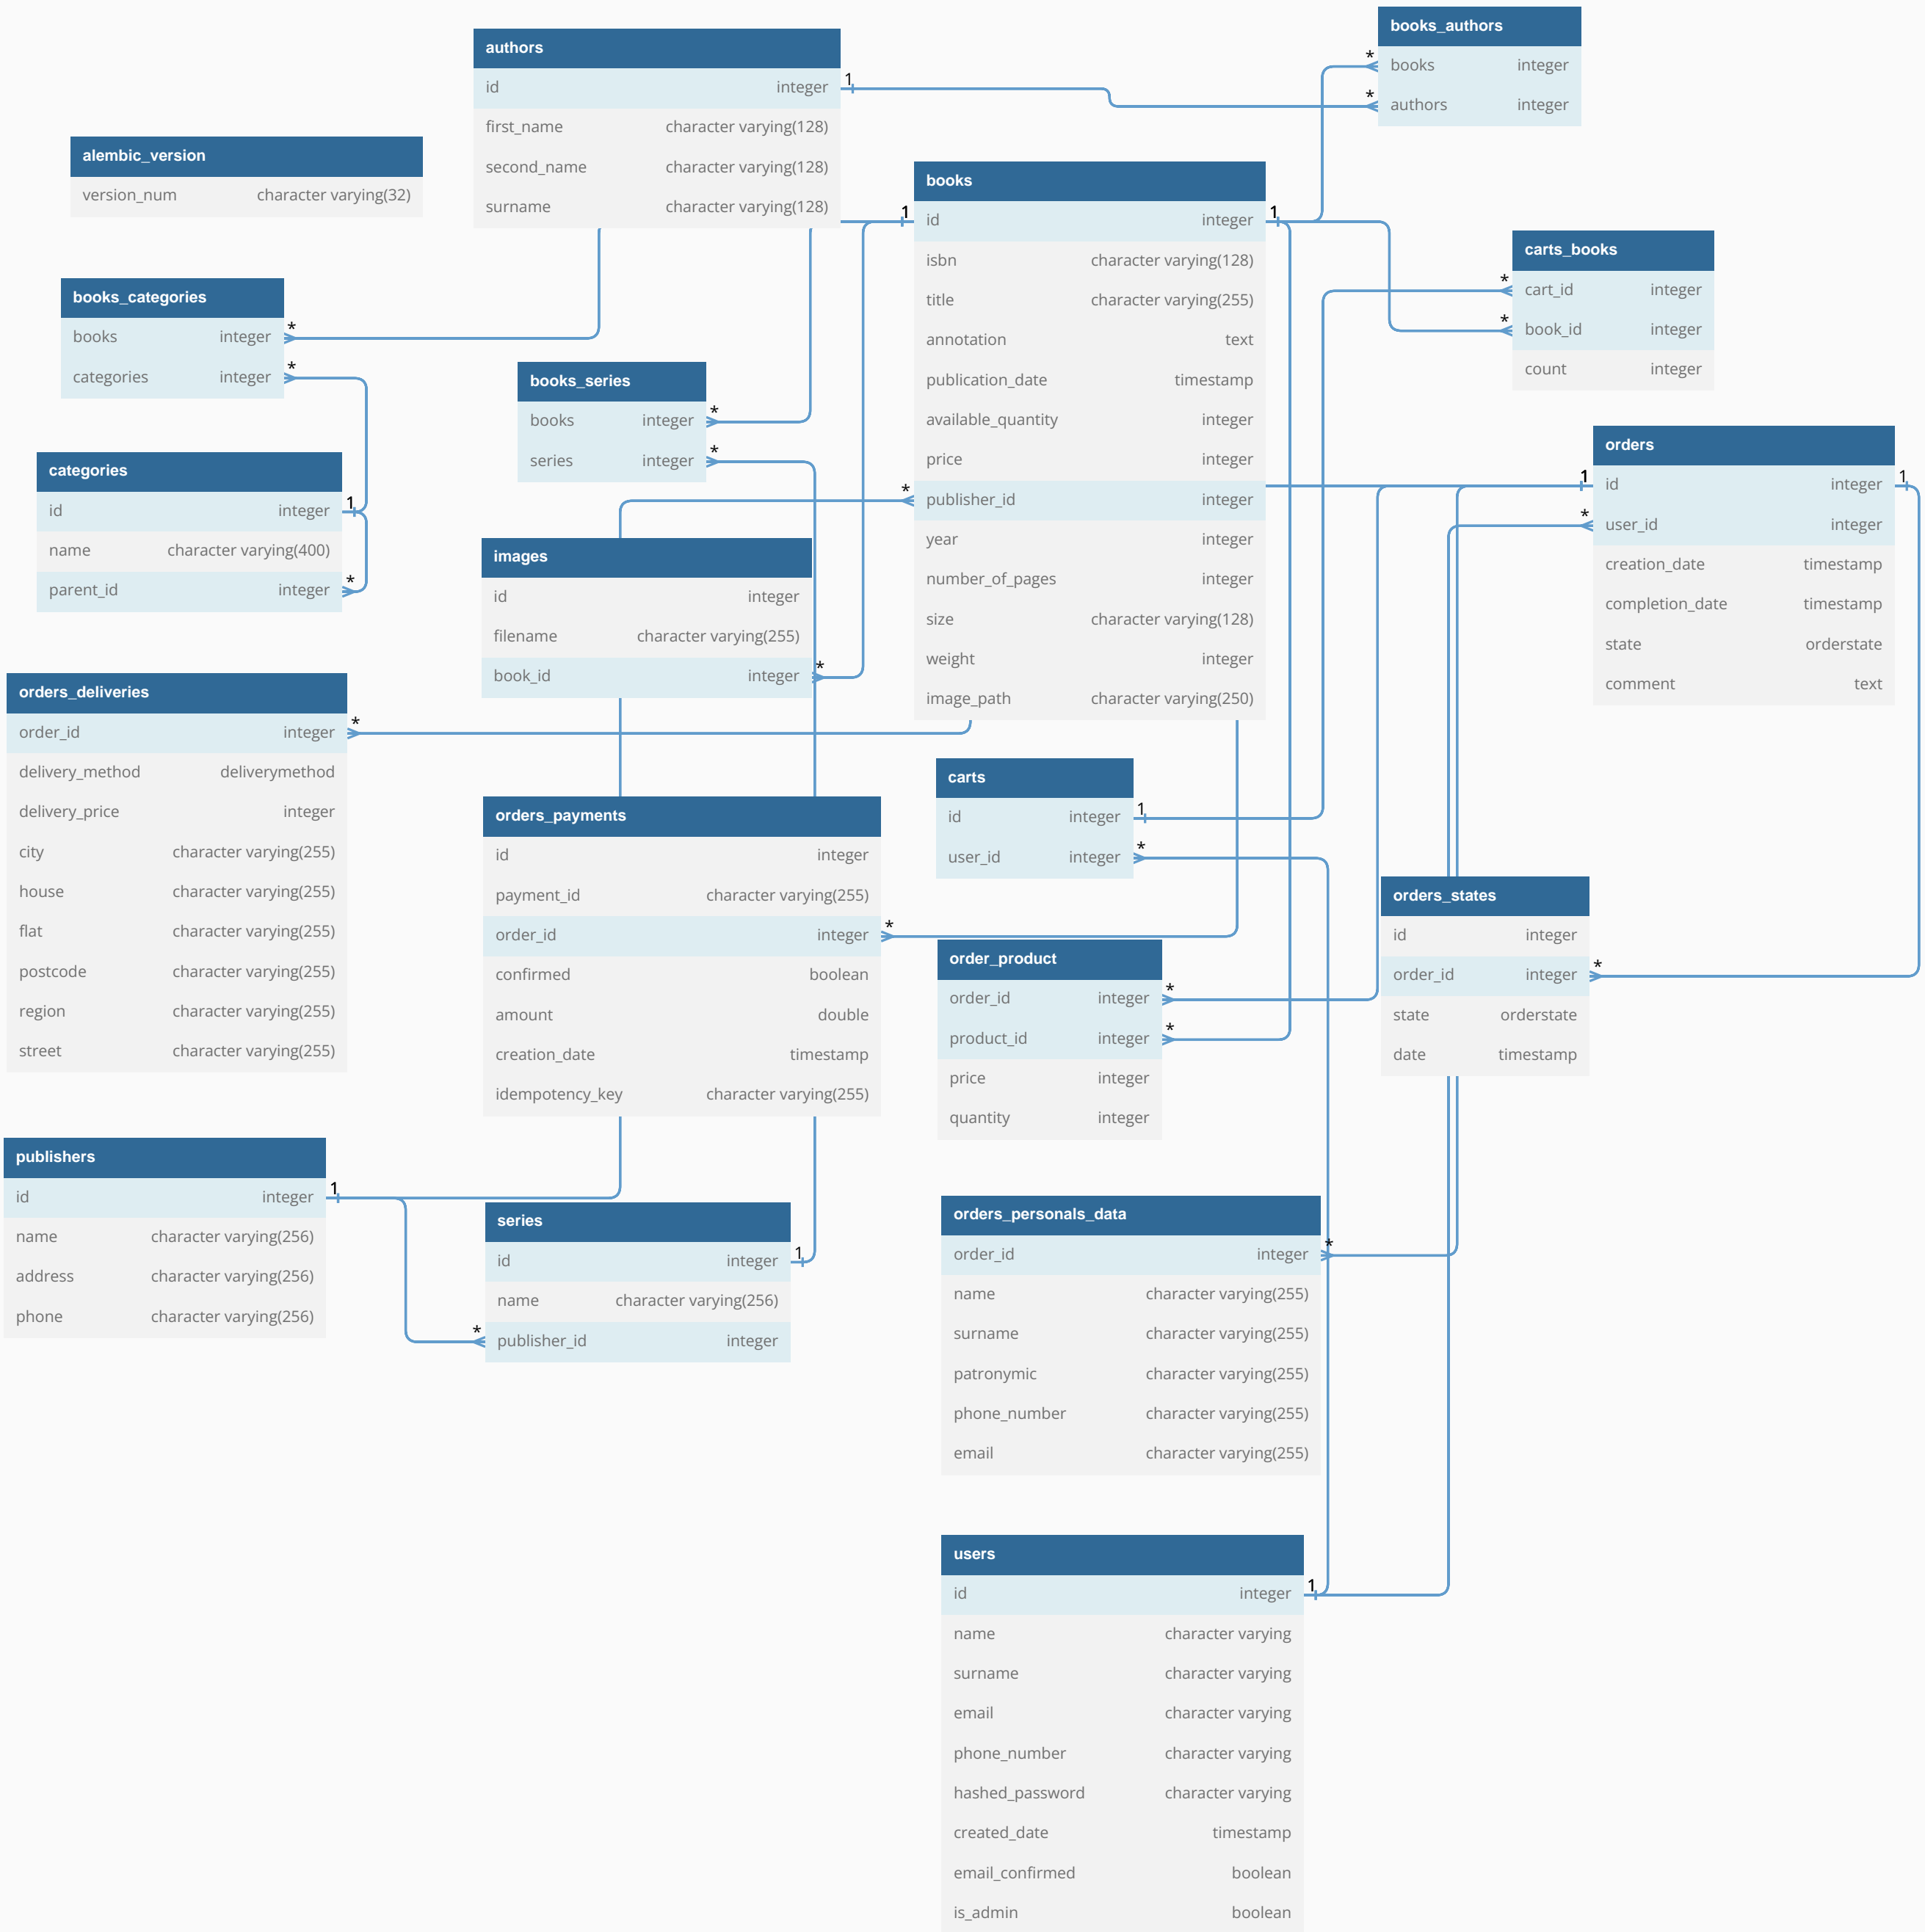 authors
id integer
first_name character varying(128)
second_name character varying(128)
surname character varying(128)
books_authors
books integer
authors integer
alembic_version
version_num character varying(32)
books
id integer
isbn character varying(128)
title character varying(255)
annotation text
publication_date timestamp
available_quantity integer
price integer
publisher_id integer
year integer
number_of_pages integer
size character varying(128)
weight integer
image_path character varying(250)
carts_books
cart_id integer
book_id integer
count integer
books_categories
books integer
categories integer
books_series
books integer
series integer
categories
id integer
name character varying(400)
parent_id integer
orders
id integer
user_id integer
creation_date timestamp
completion_date timestamp
state orderstate
comment text
images
id integer
filename character varying(255)
book_id integer
orders_deliveries
order_id integer
delivery_method deliverymethod
delivery_price integer
city character varying(255)
house character varying(255)
flat character varying(255)
postcode character varying(255)
region character varying(255)
street character varying(255)
orders_payments
id integer
payment_id character varying(255)
order_id integer
confirmed boolean
amount double
creation_date timestamp
idempotency_key character varying(255)
carts
id integer
user_id integer
orders_states
id integer
order_id integer
state orderstate
date timestamp
order_product
order_id integer
product_id integer
price integer
quantity integer
publishers
id integer
name character varying(256)
address character varying(256)
phone character varying(256)
series
id integer
name character varying(256)
publisher_id integer
orders_personals_data
order_id integer
name character varying(255)
surname character varying(255)
patronymic character varying(255)
phone_number character varying(255)
email character varying(255)
users
id integer
name character varying
surname character varying
email character varying
phone_number character varying
hashed_password character varying
created_date timestamp
email_confirmed boolean
is_admin boolean
1
*
*
1
1
*
*
*
*
*
*
*
1
*
*
1
*
1
*
*
1
*
*
*
*
*
1
1
*
*
1